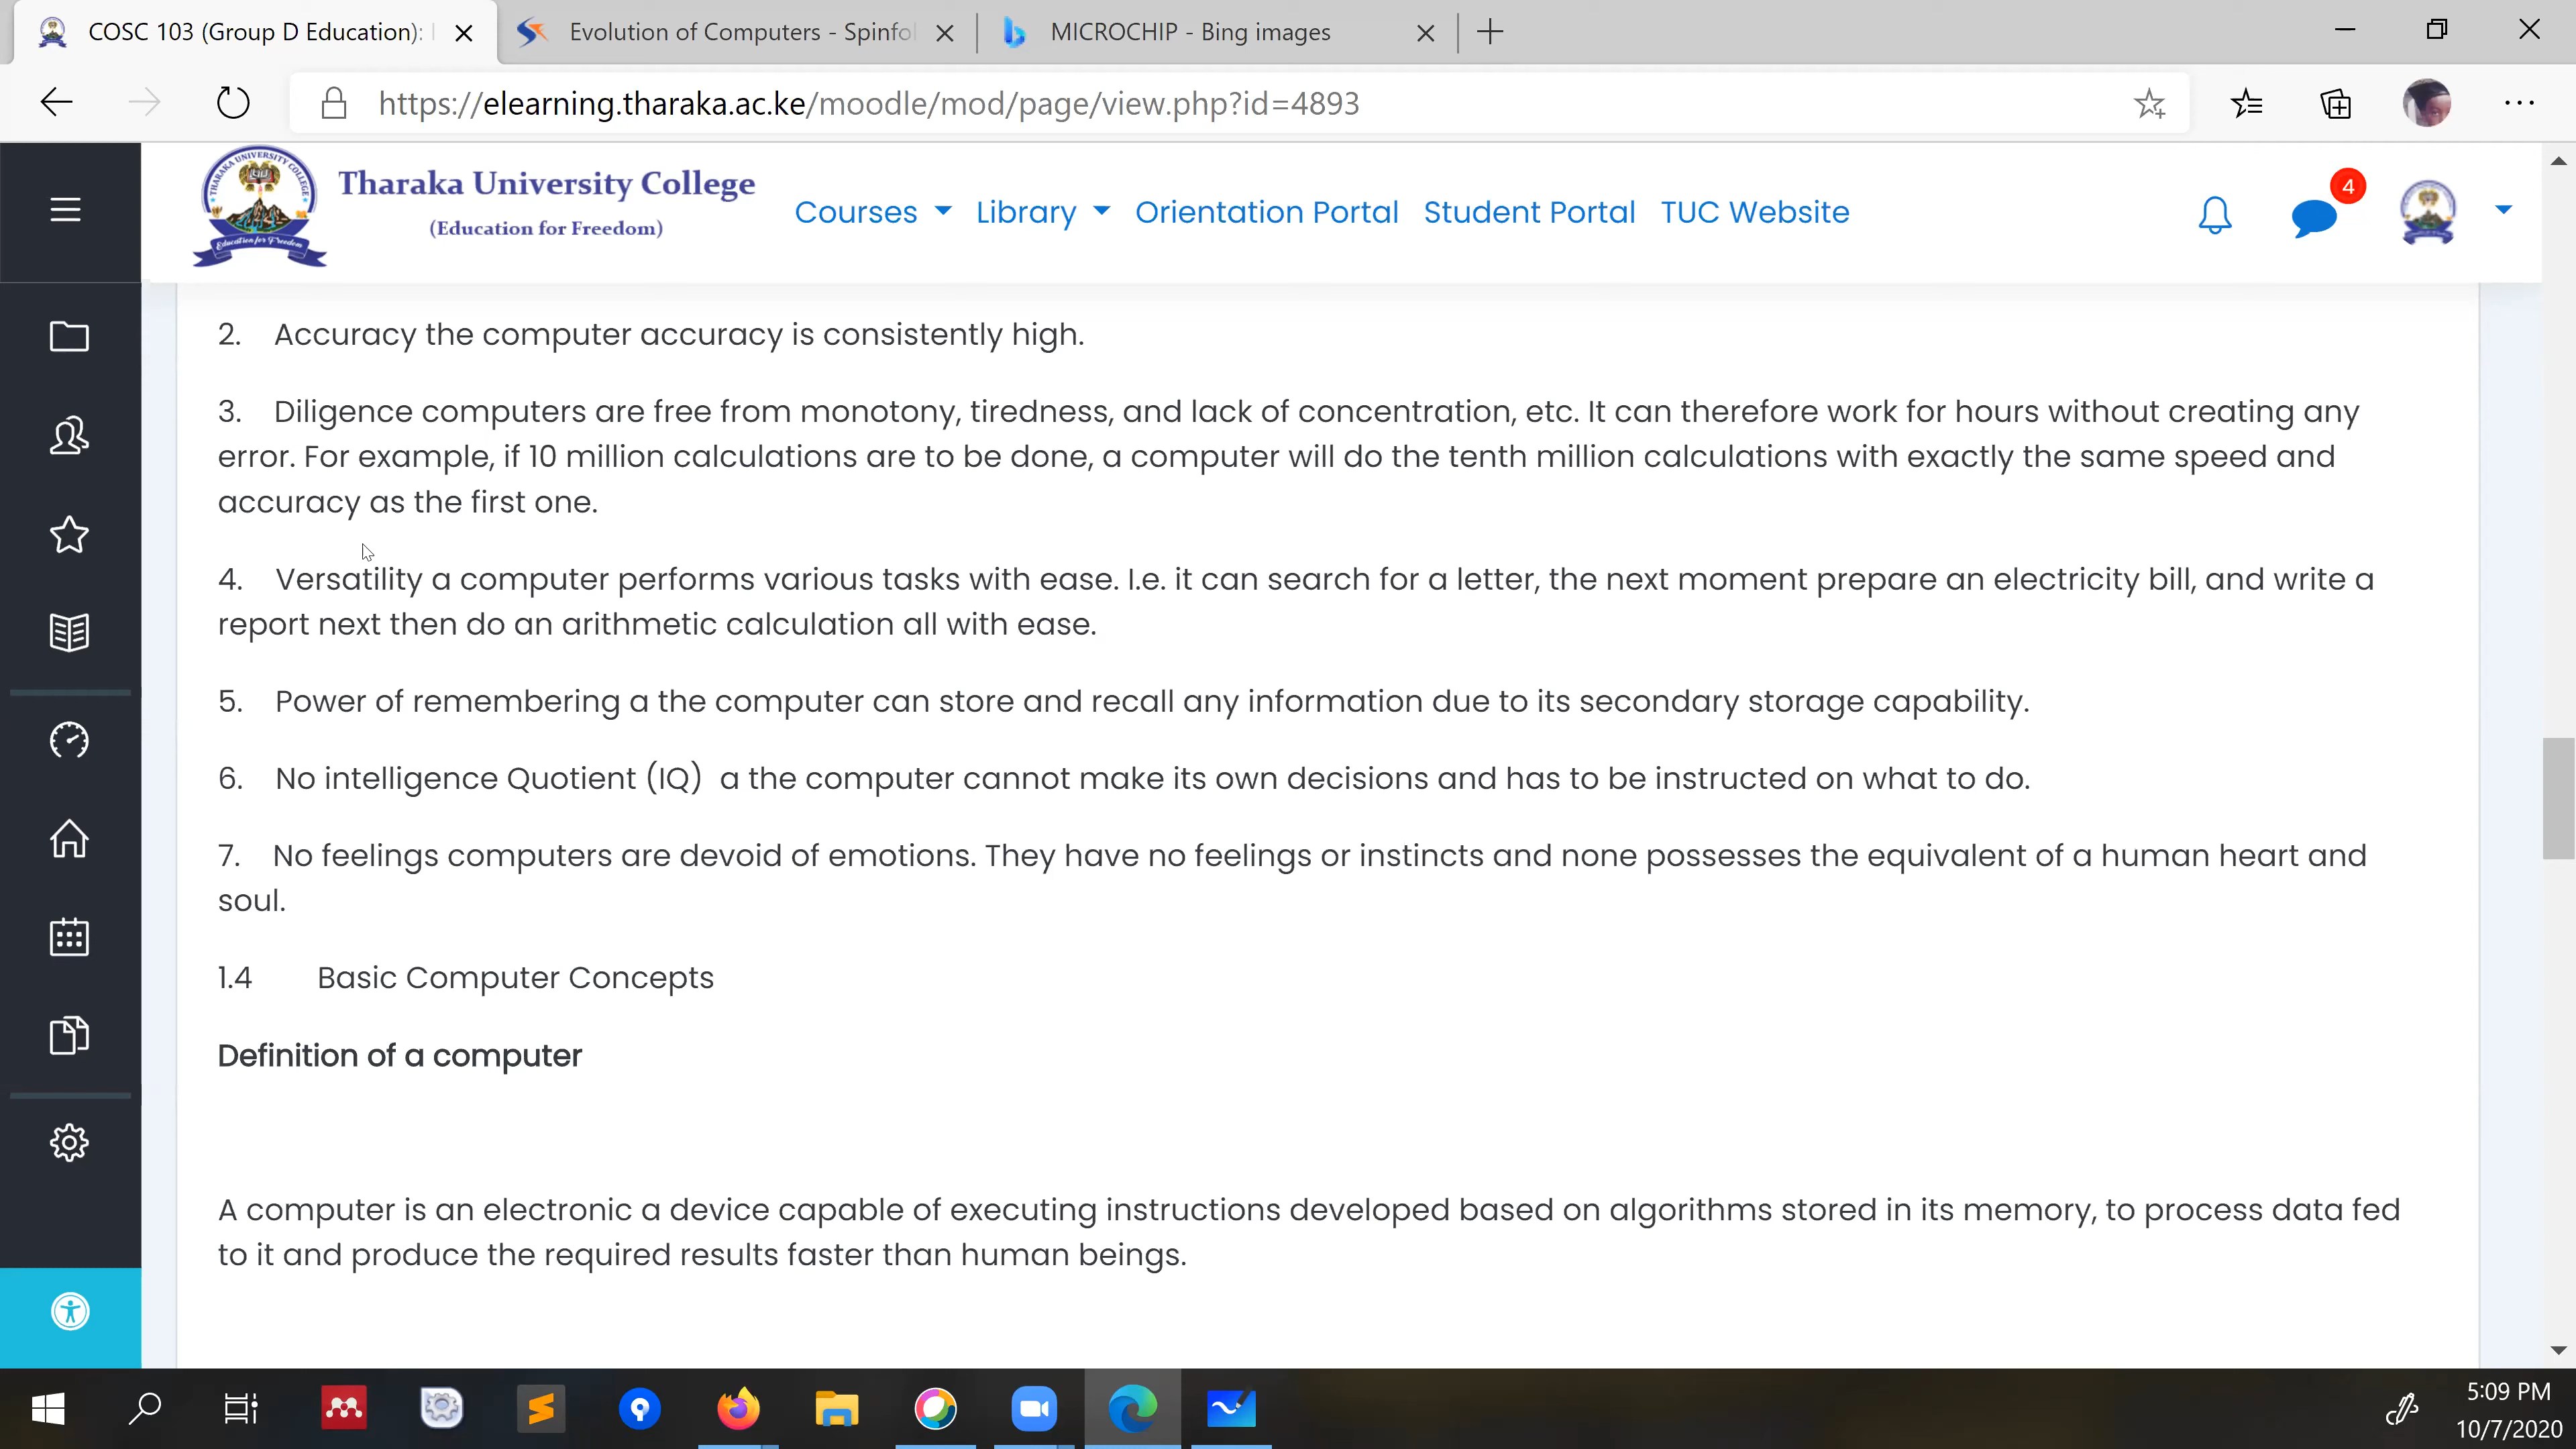 COSC 103 (Group D Education):
Evolution of Computers - Spinfo
MICROCHIP - Bing images
https://elearning.tharaka.ac.ke/moodle/mod/page/view.php?id=4893
THARAKA UNIVERSITY COLLEGE
Education for Freedom
Tharaka University College
(Education for Freedom)
Courses
Library
Orientation Portal
Student Portal
TUC Website
4
2. Accuracy the computer accuracy is consistently high.
3. Diligence computers are free from monotony, tiredness, and lack of concentration, etc. It can therefore work for hours without creating any
error. For example, if 10 million calculations are to be done, a computer will do the tenth million calculations with exactly the same speed and
accuracy as the first one.
4. Versatility a computer performs various tasks with ease. I.e. it can search for a letter, the next moment prepare an electricity bill, and write a
report next then do an arithmetic calculation all with ease.
5. Power of remembering a the computer can store and recall any information due to its secondary storage capability.
6. No intelligence Quotient (IQ) a the computer cannot make its own decisions and has to be instructed on what to do.
7. No feelings computers are devoid of emotions. They have no feelings or instincts and none possesses the equivalent of a human heart and
soul.
1.4 Basic Computer Concepts
Definition of a computer
A computer is an electronic a device capable of executing instructions developed based on algorithms stored in its memory, to process data fed
to it and produce the required results faster than human beings.
5:09 PM
10/7/2020